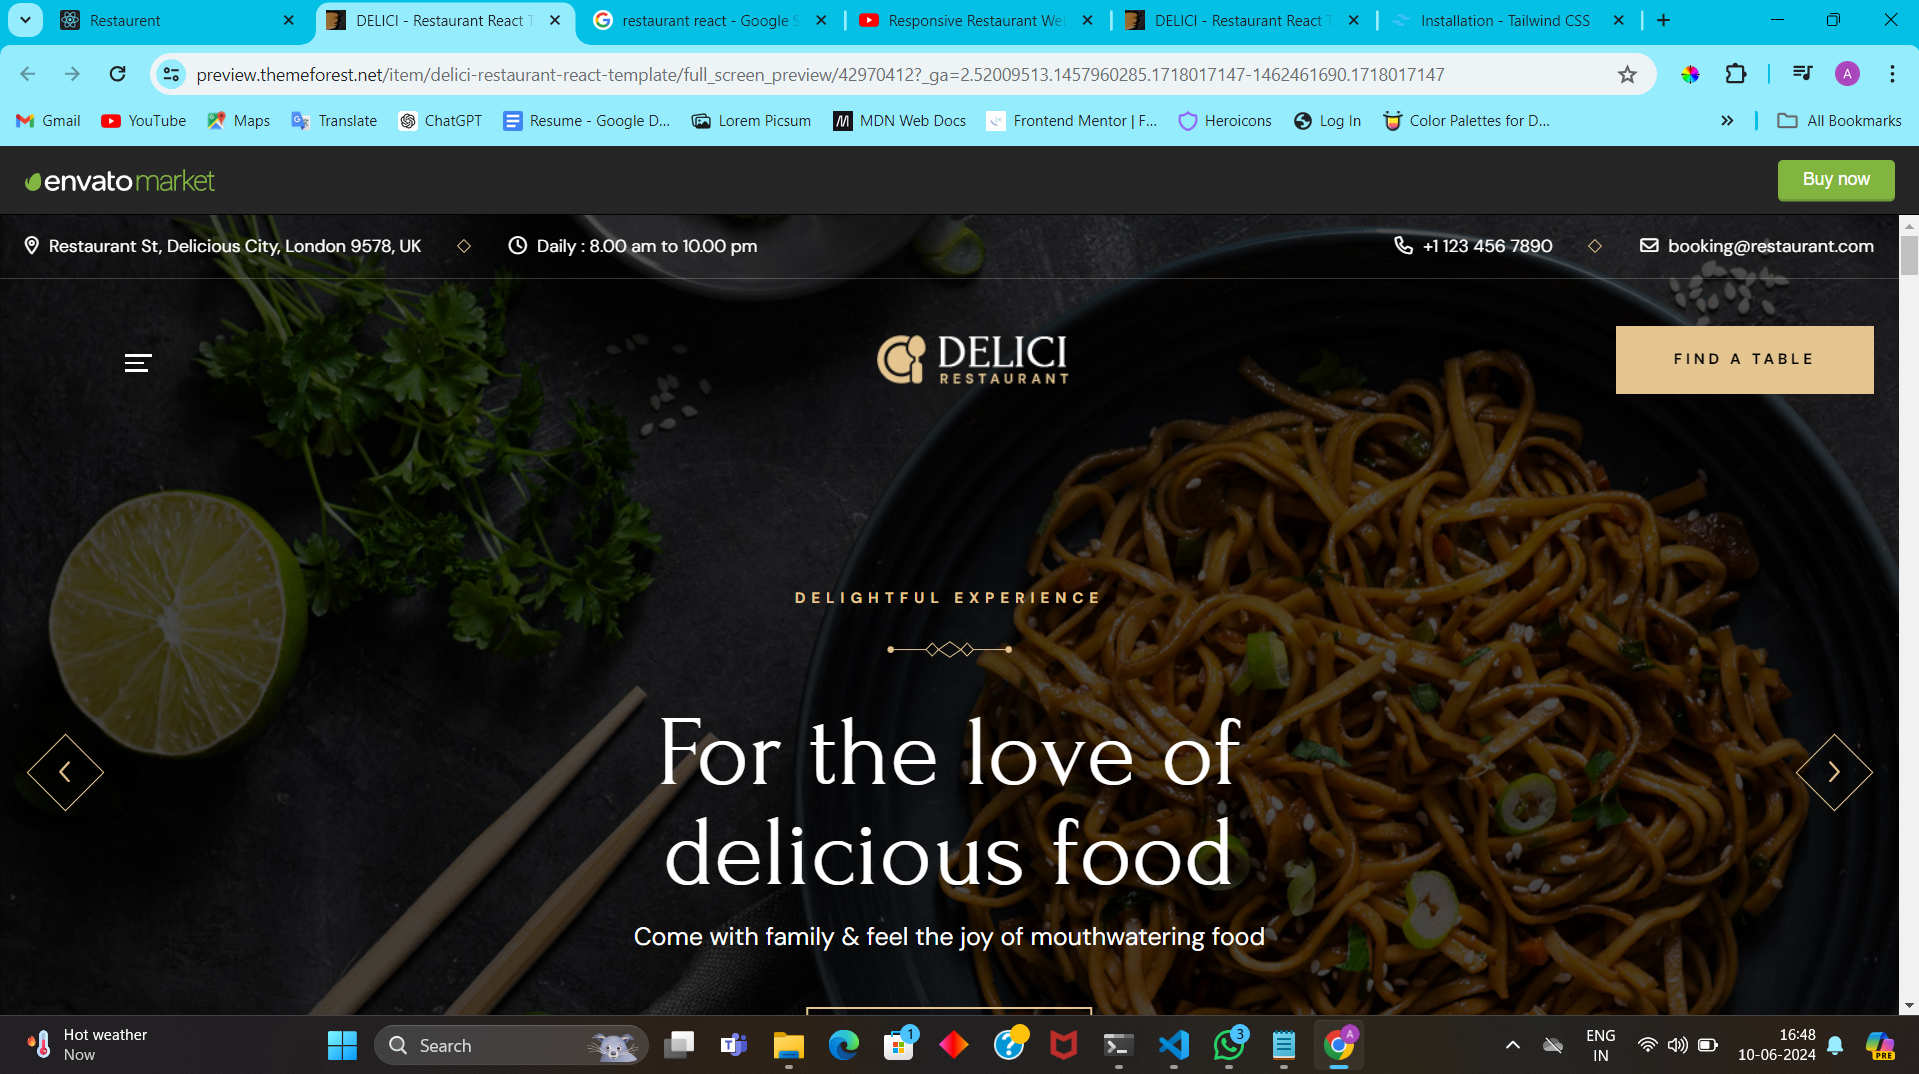 Restaurent
DELICI - Restaurant React T
restaurant react - Google S
Responsive Restaurant We
DELICI - Restaurant React T
Installation - Tailwind CSS
preview.themeforest.net/item/delici-restaurant-react-template/full_screen_preview/42970412?_ga=2.52009513.1457960285.1718017147-1462461690.1718017147
A
Gmail
YouTube
Maps
Translate
ChatGPT
Resume - Google D...
Lorem Picsum
MDN Web Docs
Frontend Mentor | F...
Heroicons
Log In
Color Palettes for D...
All Bookmarks
envatomarket
Buy now
Restaurant St, Delicious City, London 9578, UK
Daily : 8.00 am to 10.00 pm
+1 123 456 7890
booking@restaurant.com
DELICI
RESTAURANT
FIND A TABLE
DELIGHTFUL EXPERIENCE
For the love of
delicious food
Come with family & feel the joy of mouthwatering food
Hot weather
Now
Search
1
3
A
ENG
IN
16:48
10-06-2024
PRE